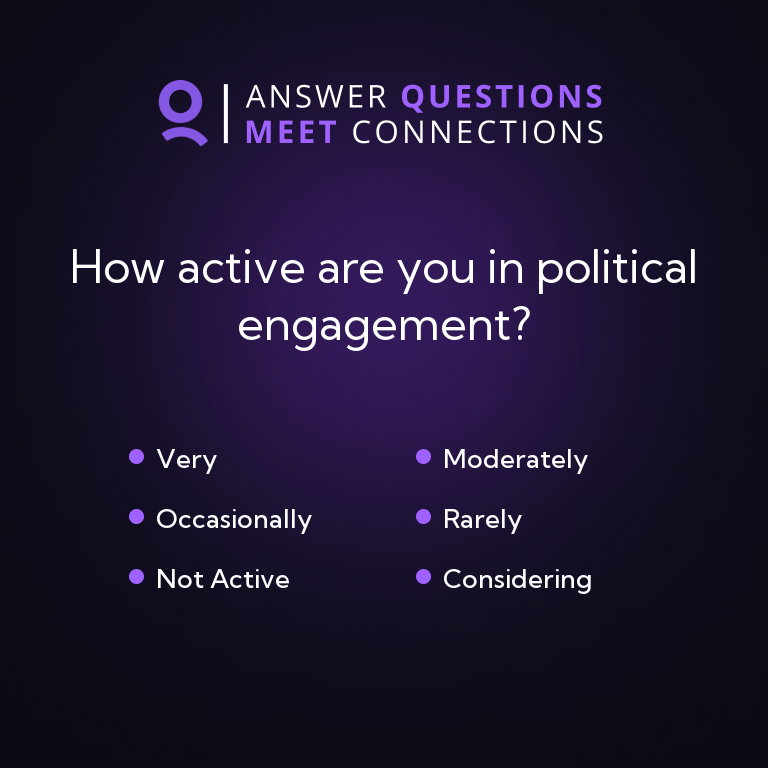 ANSWER QUESTIONS
MEET CONNECTIONS
How active are you in political
engagement?
Very
Moderately
Occasionally
Rarely
Not Active
Considering